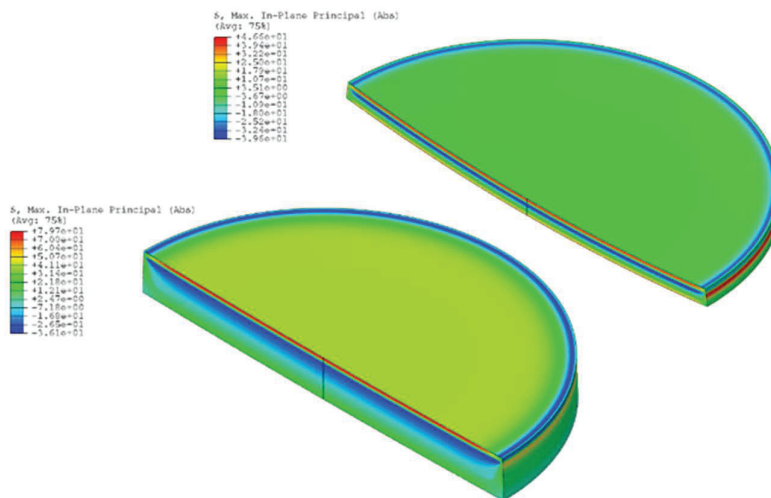 S, Max. In-Plane Principal (Abs)
(Avg: 75%)
+4.66e+01
+3.94e+01
+3.22e+01
+2.50e+01
+1.79e+01
+1.07e+01
+3.51e+00
-3.67e+00
-1.09e+01
-1.80e+01
-2.52e+01
-3.24e+01
-3.96e+01
S, Max. In-Plane Principal (Abs)
(Avg: 75%)
+7.97e+01
+7.00e+01
+6.04e+01
+5.07e+01
+4.11e+01
+3.14e+01
+2.18e+01
+1.21e+01
+2.47e+00
-7.18e+00
-1.68e+01
-2.65e+01
-3.61e+01